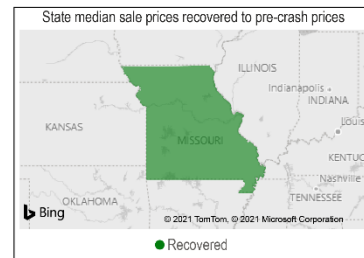 State median sale prices recovered to pre-crash prices
ILLINOIS
Indianapolis
INDIANA
KANSAS
MISSOURI
Louis
KENTUC
Nashville
TENNESSEE
OKLAHOMA
Bing
© 2021 TomTom, © 2021 Microsoft Corporation
Recovered